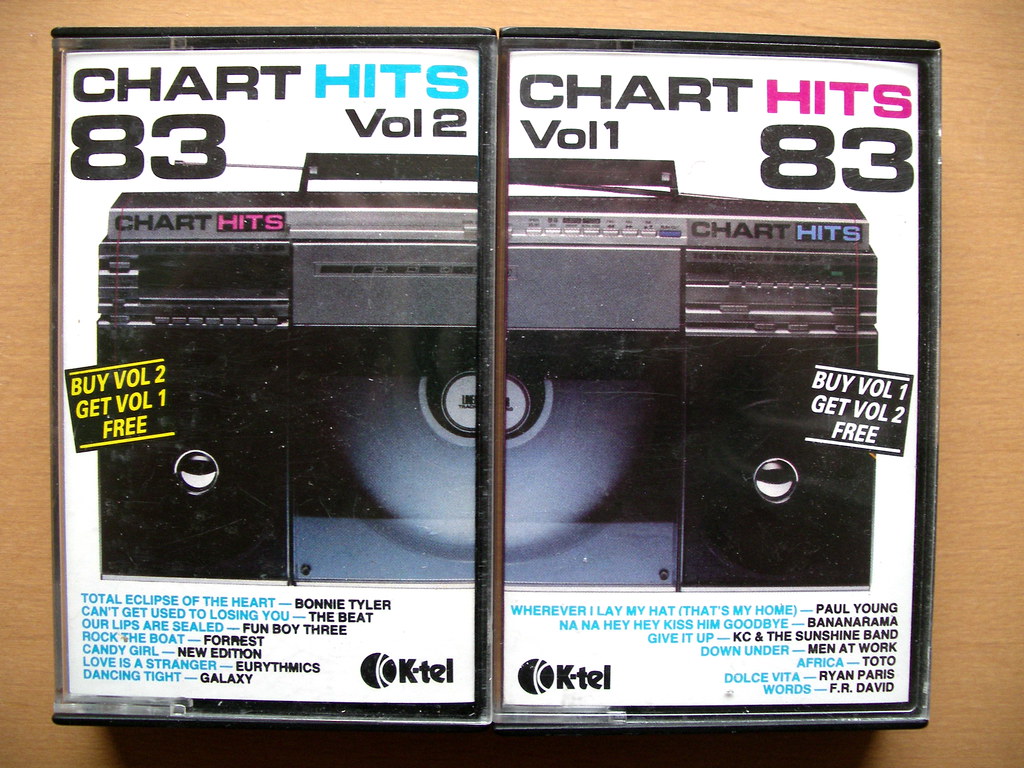 CHART HITS
83 Vol 2
CHART HITS
BUY VOL 2
GET VOL 1
FREE
TOTAL ECLIPSE OF THE HEART — BONNIE TYLER
CAN'T GET USED TO LOSING YOU — THE BEAT
OUR LIPS ARE SEALED — FUN BOY THREE
ROCK THE BOAT — FORREST
CANDY GIRL — NEW EDITION
LOVE IS A STRANGER — EURYTHMICS
DANCING TIGHT — GALAXY
K-tel
CHART HITS
Vol 1 83
CHART HITS
BUY VOL 1
GET VOL 2
FREE
WHEREVER I LAY MY HAT (THAT'S MY HOME) — PAUL YOUNG
NA NA HEY HEY KISS HIM GOODBYE — BANANARAMA
GIVE IT UP — KC & THE SUNSHINE BAND
DOWN UNDER — MEN AT WORK
AFRICA — TOTO
DOLCE VITA — RYAN PARIS
WORDS — F.R. DAVID
K-tel